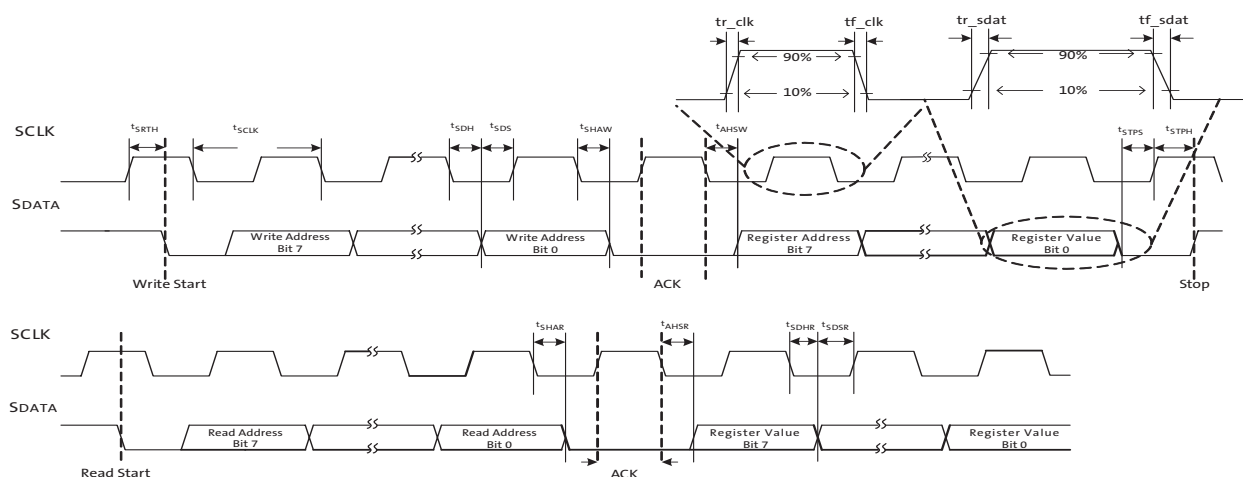 tr_clk tf_clk tr_sdat tf_sdat
90% 90%
10% 10%
SCLK
tSRTH tSCLK tSDH tSDS tSHAW tAHSW tSTPS tSTPH
SDATA
Write Address
Bit 7
Write Address
Bit 0
Register Address
Bit 7
Register Value
Bit 0
Write Start ACK Stop
SCLK
tSHAR tAHSR tSDHR tSDSR
SDATA
Read Address
Bit 7
Read Address
Bit 0
Register Value
Bit 7
Register Value
Bit 0
Read Start ACK